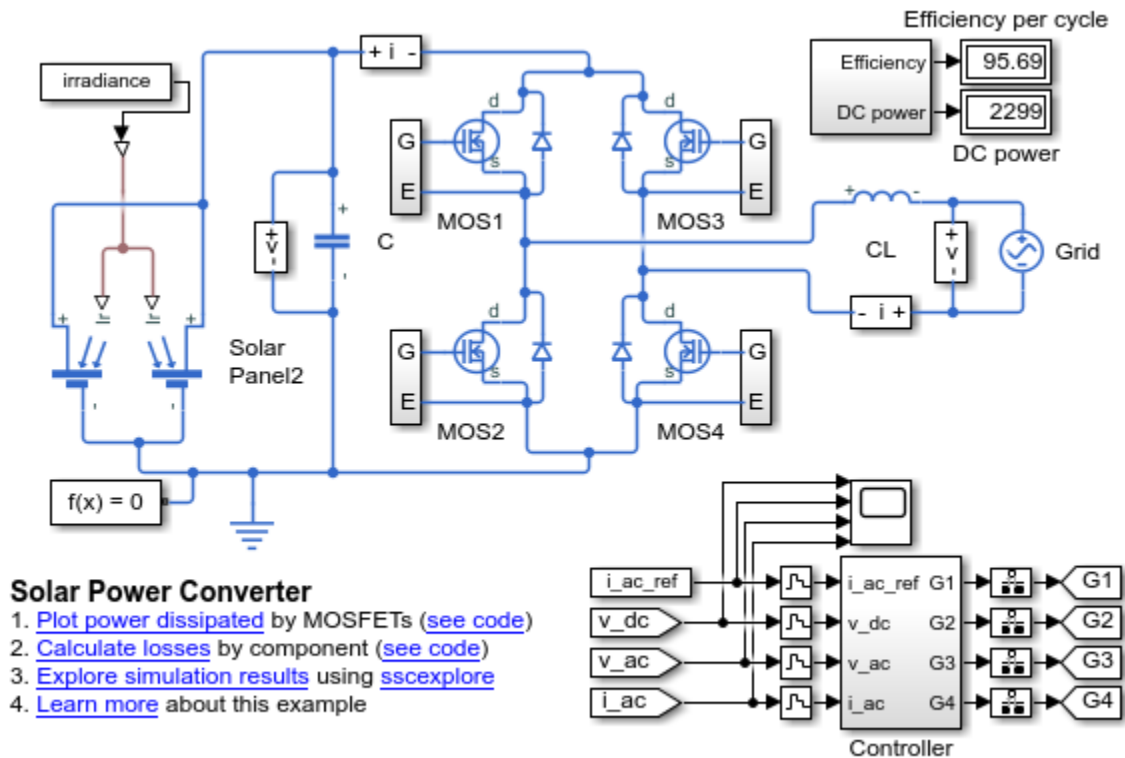 Efficiency per cycle
irradiance
+ i -
Efficiency
95.69
DC power
2299
DC power
d
d
G
G
s
s
E
E
MOS1
MOS3
+
-
+ v -
+
C
-
CL
+ v -
Grid
- i +
+
Ir
Ir
+
Solar
Panel2
-
-
d
d
G
G
s
s
E
E
MOS2
MOS4
f(x) = 0
Solar Power Converter
1. Plot power dissipated by MOSFETs (see code)
2. Calculate losses by component (see code)
3. Explore simulation results using sscexplore
4. Learn more about this example
i_ac_ref
i_ac_ref
G1
G1
v_dc
v_dc
G2
G2
v_ac
v_ac
G3
G3
i_ac
i_ac
G4
G4
Controller